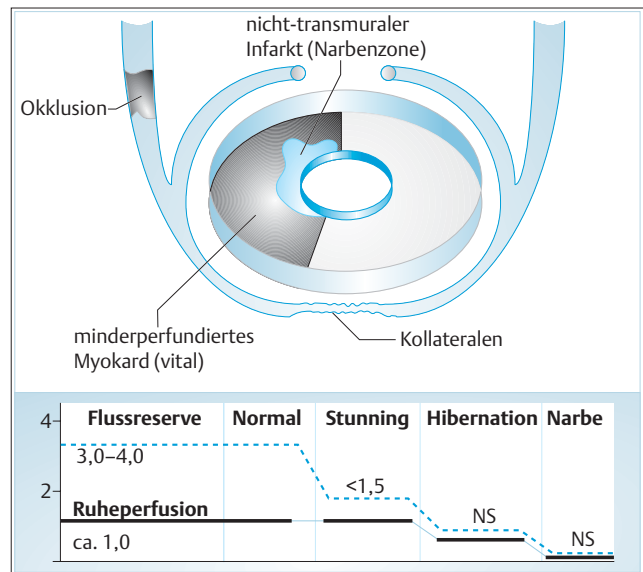 nicht-transmuraler
Infarkt (Narbenzone)
Okklusion
minderperfundiertes
Myokard (vital)
Kollateralen
Flussreserve Normal Stunning Hibernation Narbe
4
3,0–4,0
2
<1,5
NS
NS
Ruheperfusion
ca. 1,0